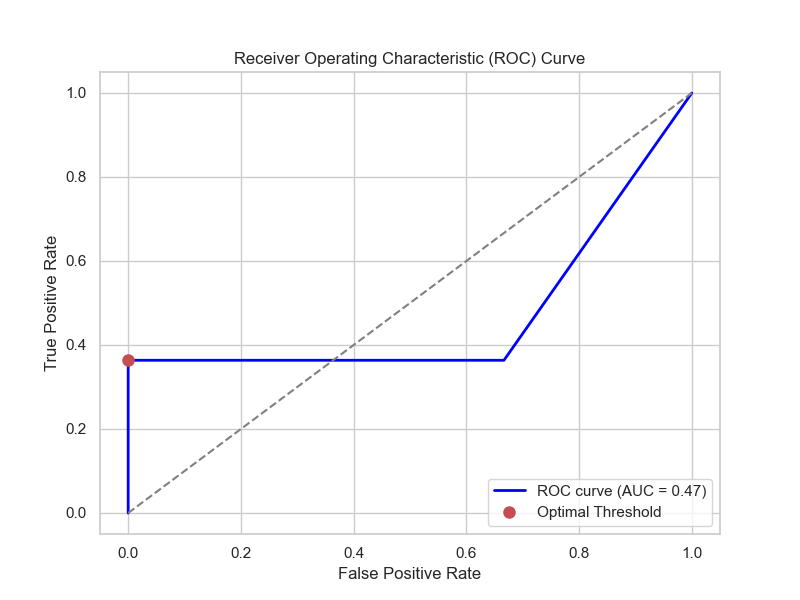 Receiver Operating Characteristic (ROC) Curve
True Positive Rate
1.0
0.8
0.6
0.4
0.2
0.0
0.0 0.2 0.4 0.6 0.8 1.0
False Positive Rate
ROC curve (AUC = 0.47)
Optimal Threshold